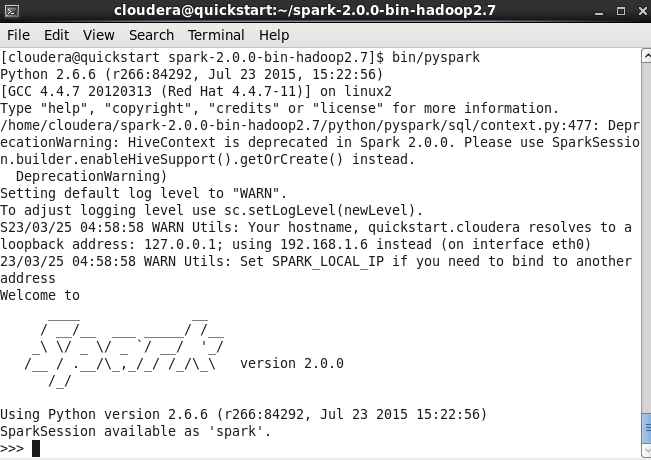 cloudera@quickstart:~/spark-2.0.0-bin-hadoop2.7
File Edit View Search Terminal Help
[cloudera@quickstart spark-2.0.0-bin-hadoop2.7]$ bin/pyspark
Python 2.6.6 (r266:84292, Jul 23 2015, 15:22:56)
[GCC 4.4.7 20120313 (Red Hat 4.4.7-11)] on linux2
Type "help", "copyright", "credits" or "license" for more information.
/home/cloudera/spark-2.0.0-bin-hadoop2.7/python/pyspark/sql/context.py:477: Depr
ecationWarning: HiveContext is deprecated in Spark 2.0.0. Please use SparkSessio
n.builder.enableHiveSupport().getOrCreate() instead.
  DeprecationWarning)
Setting default log level to "WARN".
To adjust logging level use sc.setLogLevel(newLevel).
S23/03/25 04:58:58 WARN Utils: Your hostname, quickstart.cloudera resolves to a
loopback address: 127.0.0.1; using 192.168.1.6 instead (on interface eth0)
23/03/25 04:58:58 WARN Utils: Set SPARK_LOCAL_IP if you need to bind to another
address
Welcome to
      ____              __
     / __/__  ___ _____/ /__
    _\ \/ _ \/ _ `/ __/  '_/
   /__ / .__/\_,_/_/ /_/\_\   version 2.0.0
      /_/
Using Python version 2.6.6 (r266:84292, Jul 23 2015 15:22:56)
SparkSession available as 'spark'.
>>>